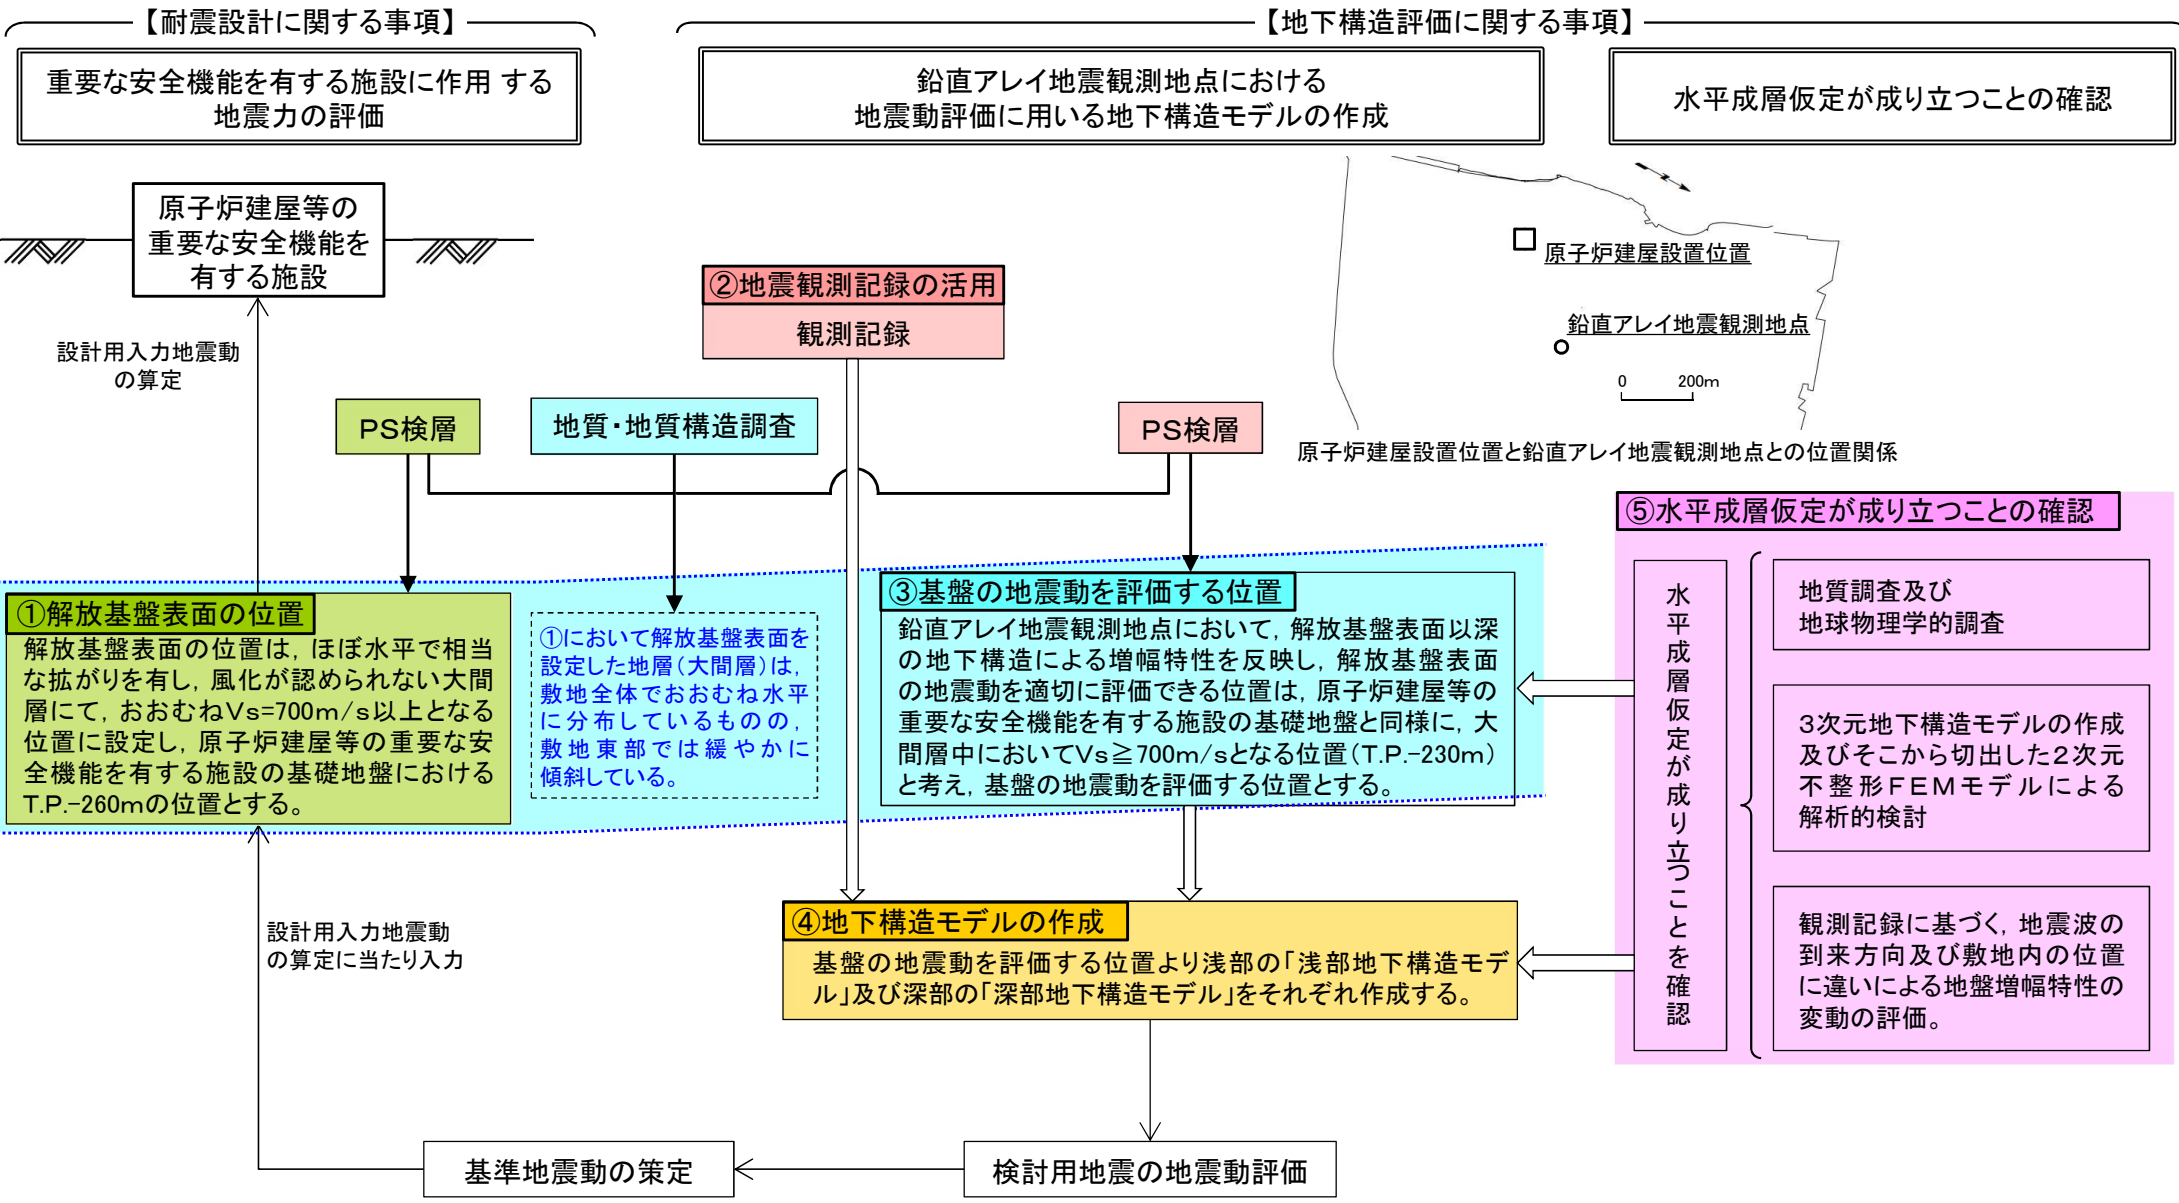 【耐震設計に関する事項】
重要な安全機能を有する施設に作用 する
地震力の評価
【地下構造評価に関する事項】
鉛直アレイ地震観測地点における
地震動評価に用いる地下構造モデルの作成
水平成層仮定が成り立つことの確認
原子炉建屋等の
重要な安全機能を
有する施設
設計用入力地震動
の算定
②地震観測記録の活用
観測記録
N
原子炉建屋設置位置
鉛直アレイ地震観測地点
0 200m
原子炉建屋設置位置と鉛直アレイ地震観測地点との位置関係
PS検層
地質・地質構造調査
PS検層
①解放基盤表面の位置
解放基盤表面の位置は，ほぼ水平で相当
な拡がりを有し，風化が認められない大間
層にて，おおむねVs=700m/s以上となる
位置に設定し，原子炉建屋等の重要な安
全機能を有する施設の基礎地盤における
T.P.-260mの位置とする。
①において解放基盤表面を
設定した地層（大間層）は，
敷地全体でおおむね水平
に分布しているものの，
敷地東部では緩やかに
傾斜している。
③基盤の地震動を評価する位置
鉛直アレイ地震観測地点において，解放基盤表面以深
の地下構造による増幅特性を反映し，解放基盤表面
の地震動を適切に評価できる位置は，原子炉建屋等の
重要な安全機能を有する施設の基礎地盤と同様に，大
間層中においてVs≧700m/sとなる位置（T.P.-230m）
と考え，基盤の地震動を評価する位置とする。
⑤水平成層仮定が成り立つことの確認
水平成層仮定が成り立つことを確認
地質調査及び
地球物理学的調査
３次元地下構造モデルの作成
及びそこから切出した２次元
不整形ＦＥＭモデルによる
解析的検討
観測記録に基づく，地震波の
到来方向及び敷地内の位置
に違いによる地盤増幅特性の
変動の評価。
④地下構造モデルの作成
基盤の地震動を評価する位置より浅部の「浅部地下構造モデ
ル」及び深部の「深部地下構造モデル」をそれぞれ作成する。
設計用入力地震動
の算定に当たり入力
基準地震動の策定
検討用地震の地震動評価